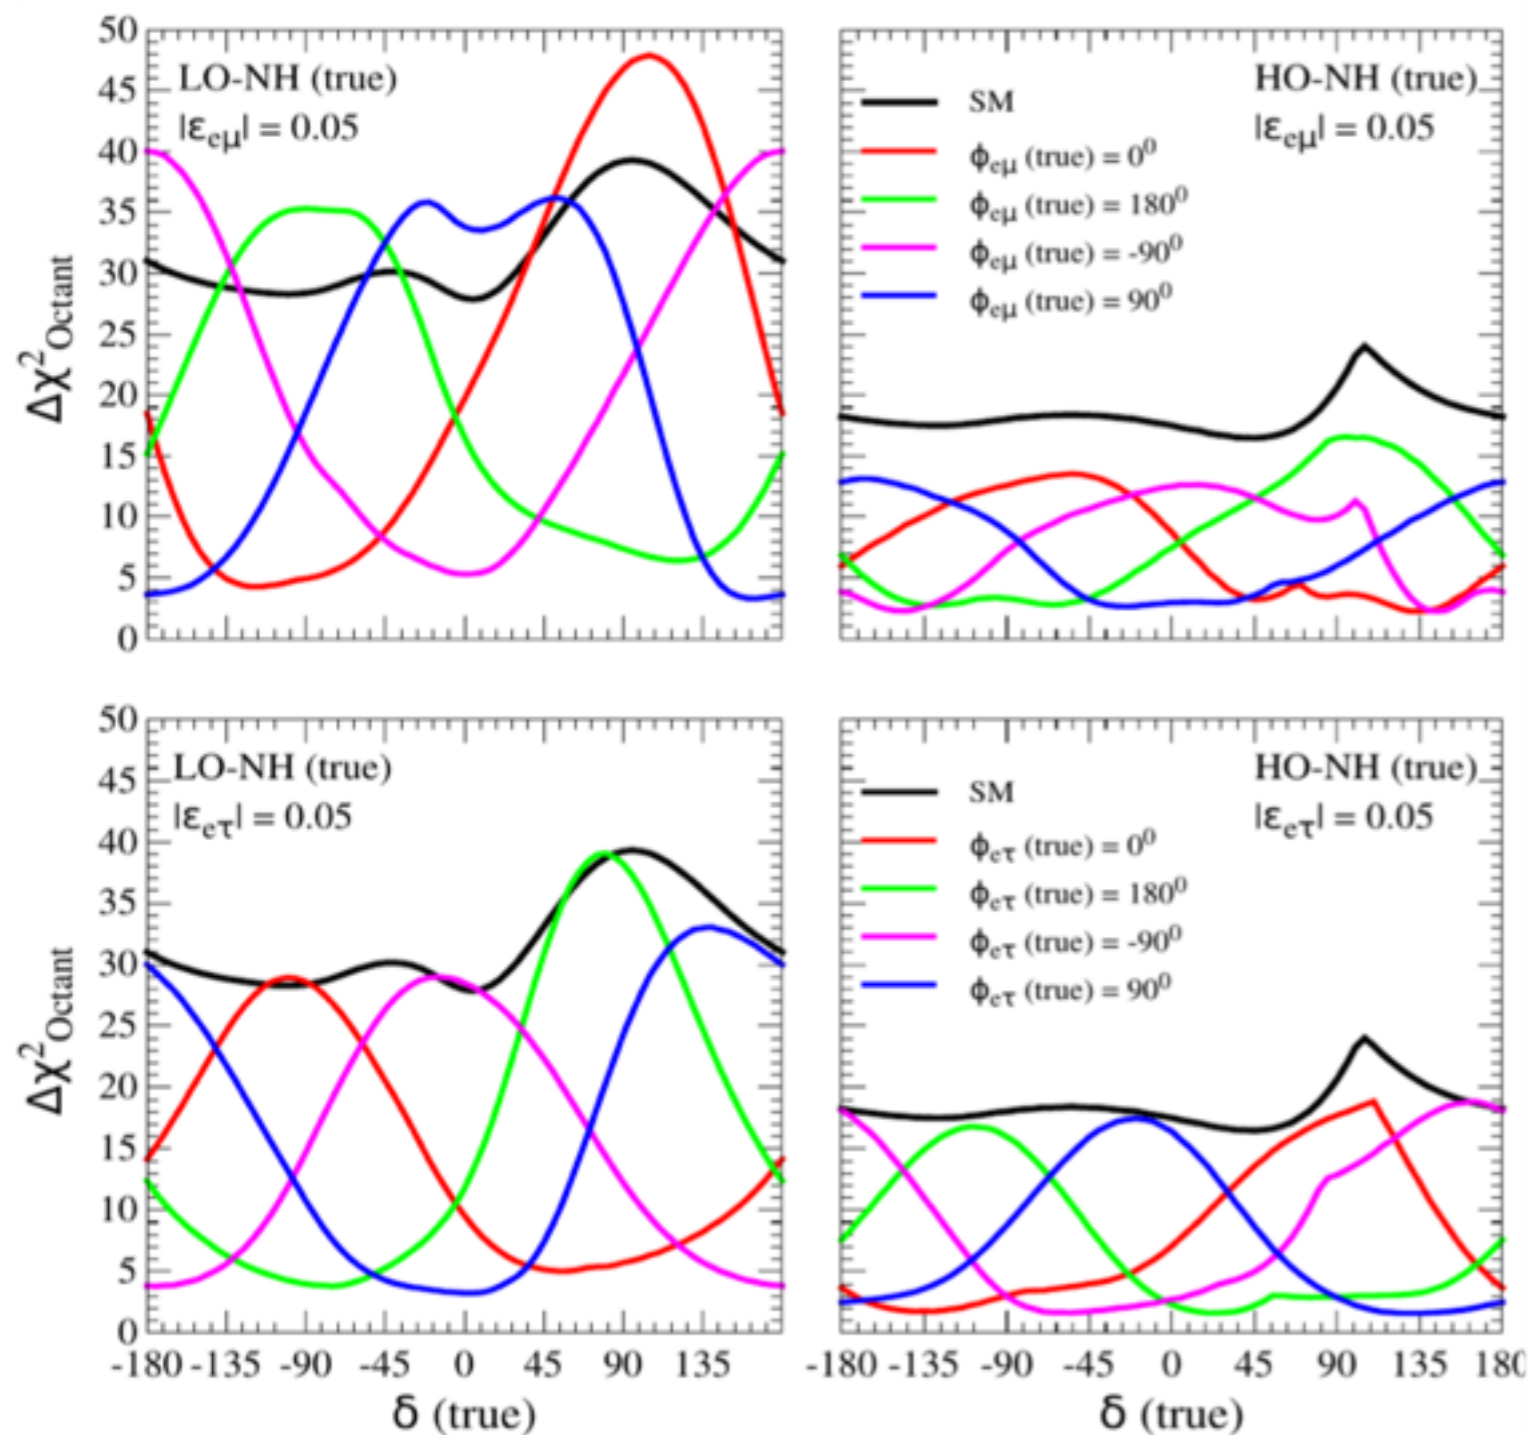 50
45
40
35
30
25
20
15
10
5
0
Δχ²Octant
LO-NH (true)
|εeμ| = 0.05
HO-NH (true)
|εeμ| = 0.05
SM
ϕeμ (true) = 0⁰
ϕeμ (true) = 180⁰
ϕeμ (true) = -90⁰
ϕeμ (true) = 90⁰
50
45
40
35
30
25
20
15
10
5
0
Δχ²Octant
LO-NH (true)
|εeτ| = 0.05
HO-NH (true)
|εeτ| = 0.05
SM
ϕeτ (true) = 0⁰
ϕeτ (true) = 180⁰
ϕeτ (true) = -90⁰
ϕeτ (true) = 90⁰
-180 -135 -90 -45 0 45 90 135
-180 -135 -90 -45 0 45 90 135 180
δ (true)
δ (true)